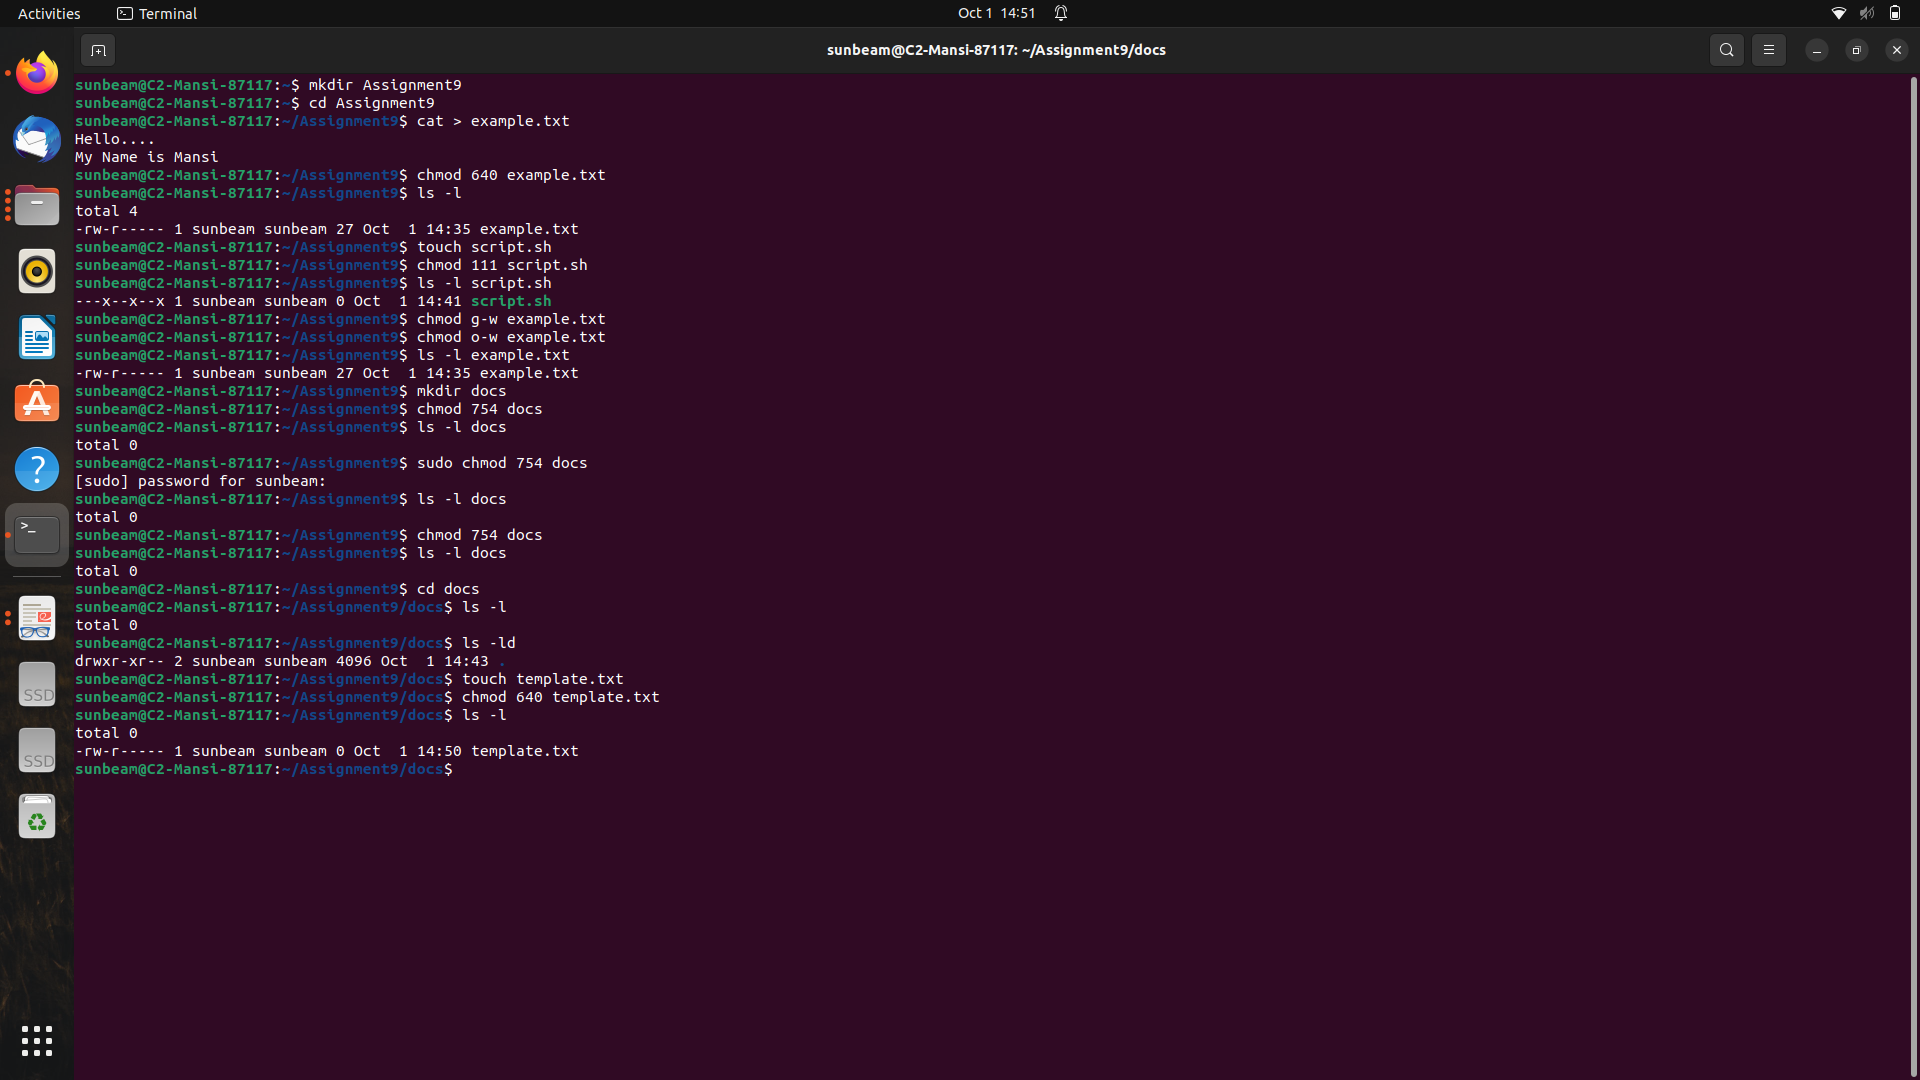 Activities
Terminal
Oct 1 14:51
sunbeam@C2-Mansi-87117: ~/Assignment9/docs
sunbeam@C2-Mansi-87117:~$ mkdir Assignment9
sunbeam@C2-Mansi-87117:~$ cd Assignment9
sunbeam@C2-Mansi-87117:~/Assignment9$ cat > example.txt
Hello....
My Name is Mansi
sunbeam@C2-Mansi-87117:~/Assignment9$ chmod 640 example.txt
sunbeam@C2-Mansi-87117:~/Assignment9$ ls -l
total 4
-rw-r----- 1 sunbeam sunbeam 27 Oct  1 14:35 example.txt
sunbeam@C2-Mansi-87117:~/Assignment9$ touch script.sh
sunbeam@C2-Mansi-87117:~/Assignment9$ chmod 111 script.sh
sunbeam@C2-Mansi-87117:~/Assignment9$ ls -l script.sh
---x--x--x 1 sunbeam sunbeam 0 Oct  1 14:41 script.sh
sunbeam@C2-Mansi-87117:~/Assignment9$ chmod g-w example.txt
sunbeam@C2-Mansi-87117:~/Assignment9$ chmod o-w example.txt
sunbeam@C2-Mansi-87117:~/Assignment9$ ls -l example.txt
-rw-r----- 1 sunbeam sunbeam 27 Oct  1 14:35 example.txt
sunbeam@C2-Mansi-87117:~/Assignment9$ mkdir docs
sunbeam@C2-Mansi-87117:~/Assignment9$ chmod 754 docs
sunbeam@C2-Mansi-87117:~/Assignment9$ ls -l docs
total 0
sunbeam@C2-Mansi-87117:~/Assignment9$ sudo chmod 754 docs
[sudo] password for sunbeam:
sunbeam@C2-Mansi-87117:~/Assignment9$ ls -l docs
total 0
sunbeam@C2-Mansi-87117:~/Assignment9$ chmod 754 docs
sunbeam@C2-Mansi-87117:~/Assignment9$ ls -l docs
total 0
sunbeam@C2-Mansi-87117:~/Assignment9$ cd docs
sunbeam@C2-Mansi-87117:~/Assignment9/docs$ ls -l
total 0
sunbeam@C2-Mansi-87117:~/Assignment9/docs$ ls -ld
drwxr-xr-- 2 sunbeam sunbeam 4096 Oct  1 14:43 .
sunbeam@C2-Mansi-87117:~/Assignment9/docs$ touch template.txt
sunbeam@C2-Mansi-87117:~/Assignment9/docs$ chmod 640 template.txt
sunbeam@C2-Mansi-87117:~/Assignment9/docs$ ls -l
total 0
-rw-r----- 1 sunbeam sunbeam 0 Oct  1 14:50 template.txt
sunbeam@C2-Mansi-87117:~/Assignment9/docs$
SSD
SSD